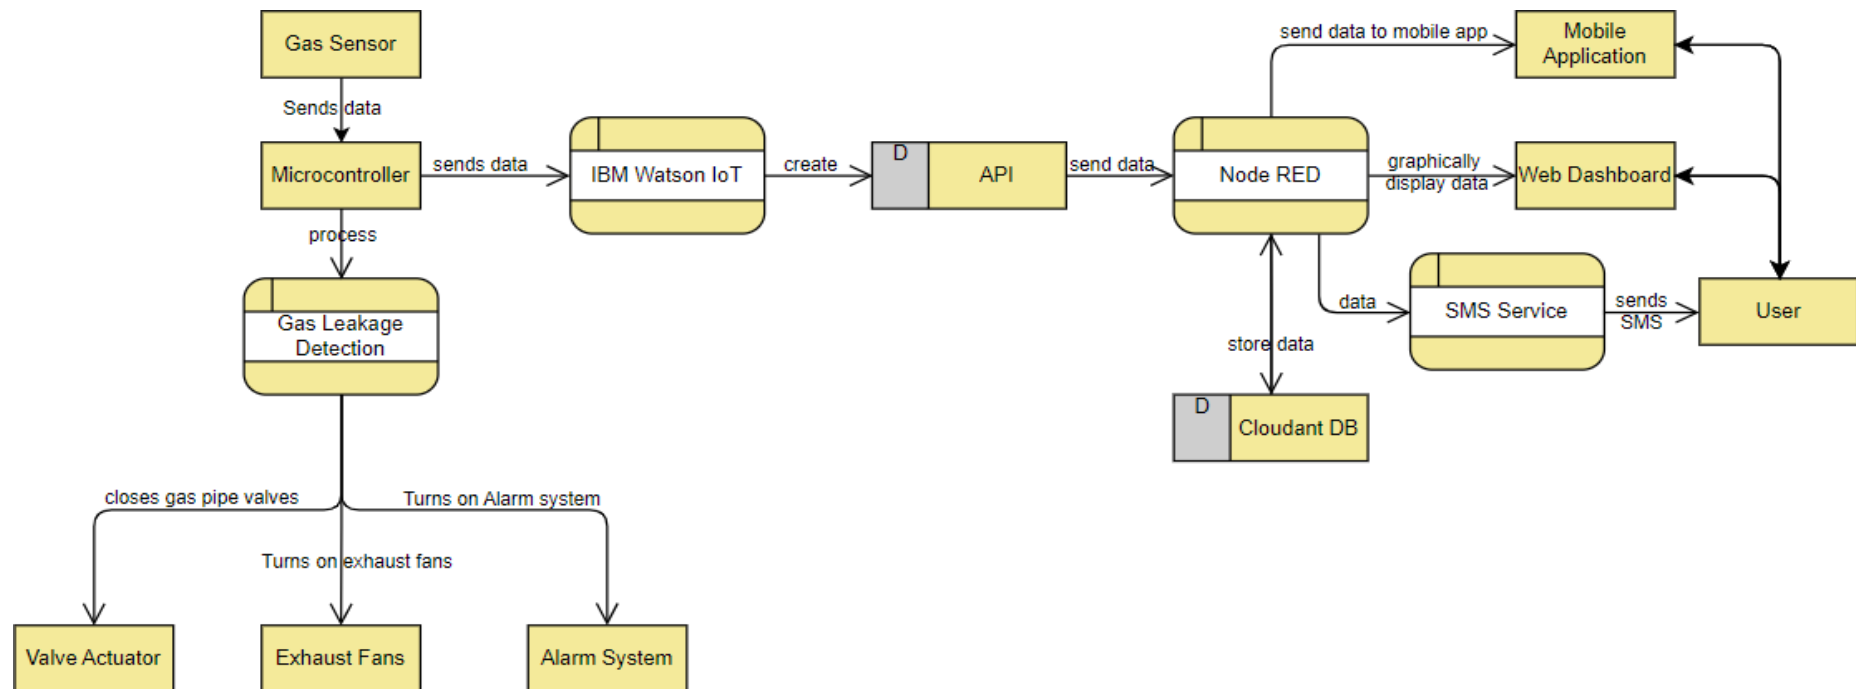 Gas Sensor
Sends data
Microcontroller
sends data
IBM Watson IoT
create
D
API
send data
Node RED
send data to mobile app
Mobile
Application
graphically
display data
Web Dashboard
data
SMS Service
sends
SMS
User
store data
D
Cloudant DB
process
Gas Leakage
Detection
closes gas pipe valves
Turns on Alarm system
Turns on exhaust fans
Valve Actuator
Exhaust Fans
Alarm System